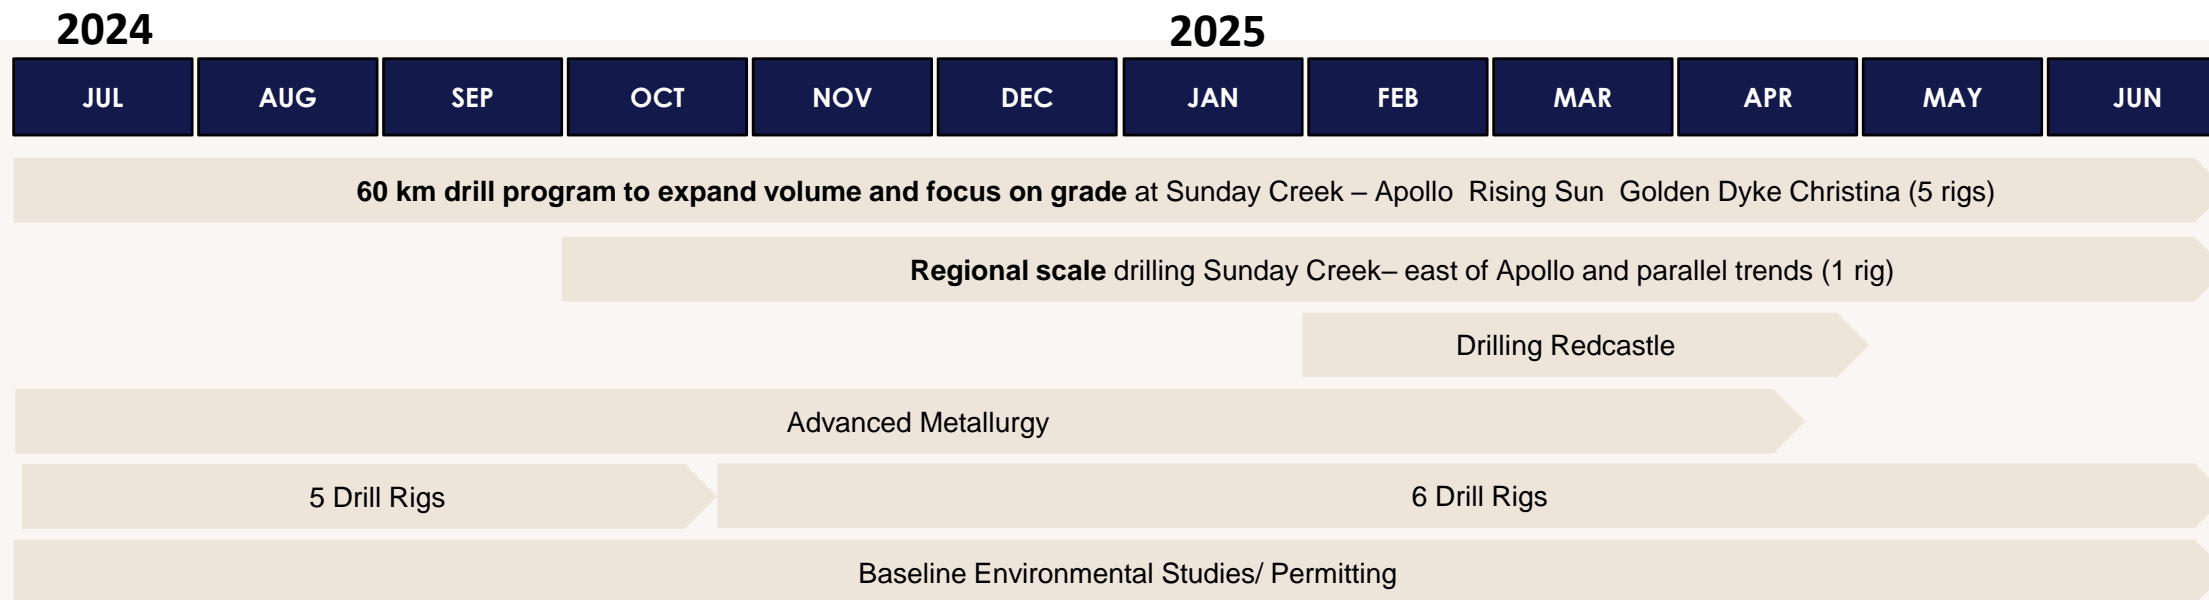 2024 2025
JUL AUG SEP OCT NOV DEC JAN FEB MAR APR MAY JUN
60 km drill program to expand volume and focus on grade at Sunday Creek – Apollo Rising Sun Golden Dyke Christina (5 rigs)
Regional scale drilling Sunday Creek– east of Apollo and parallel trends (1 rig)
Drilling Redcastle
Advanced Metallurgy
5 Drill Rigs 6 Drill Rigs
Baseline Environmental Studies/ Permitting